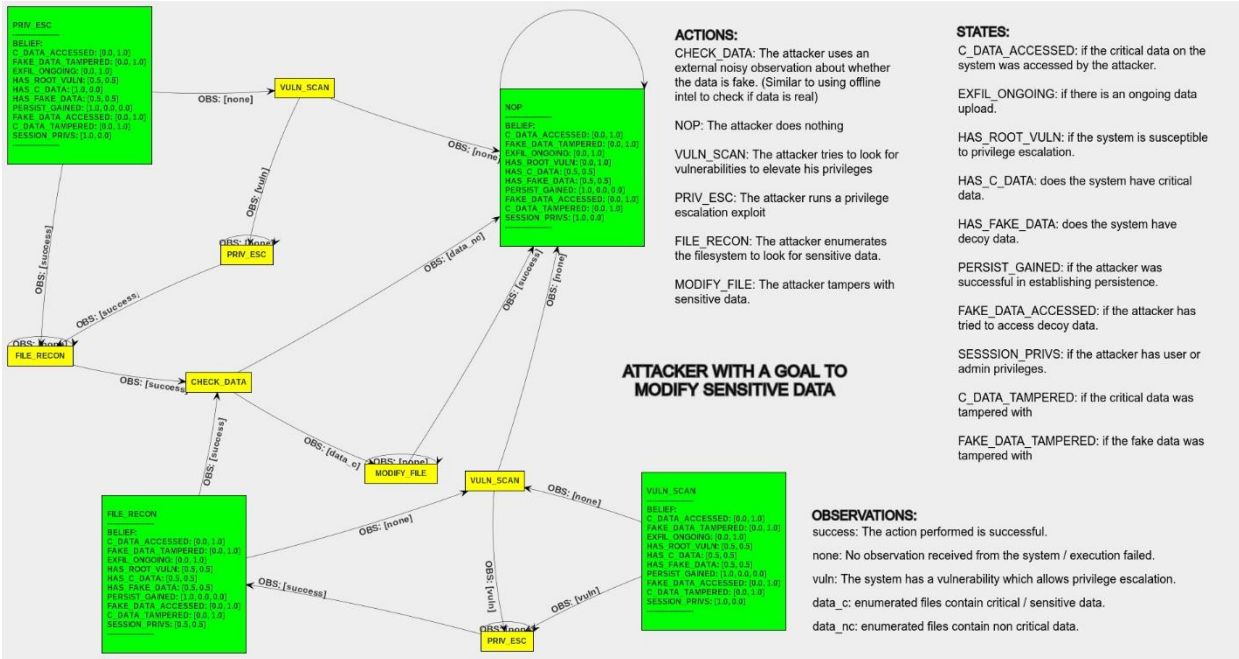 PRIV_ESC
BELIEF:
C_DATA_ACCESSED: [0.0, 1.0]
FAKE_DATA_TAMPERED: [0.0, 1.0]
EXFIL_ONGOING: [0.0, 1.0]
HAS_ROOT_VULN: [0.5, 0.5]
HAS_C_DATA: [1.0, 0.0]
HAS_FAKE_DATA: [0.5, 0.5]
PERSIST_GAINED: [1.0, 0.0, 0.0]
FAKE_DATA_ACCESSED: [0.0, 1.0]
C_DATA_TAMPERED: [0.0, 1.0]
SESSION_PRIVS: [1.0, 0.0]
OBS: [none]
VULN_SCAN
OBS: [none]
OBS: [vuln]
OBS: [none]
PRIV_ESC
OBS: [success]
OBS: [success]
OBS: [none]
FILE_RECON
OBS: [success]
CHECK_DATA
OBS: [data_nc]
NOP
BELIEF:
C_DATA_ACCESSED: [0.0, 1.0]
FAKE_DATA_TAMPERED: [0.0, 1.0]
EXFIL_ONGOING: [0.0, 1.0]
HAS_ROOT_VULN: [0.0, 1.0]
HAS_C_DATA: [0.5, 0.5]
HAS_FAKE_DATA: [0.5, 0.5]
PERSIST_GAINED: [1.0, 0.0, 0.0]
FAKE_DATA_ACCESSED: [0.0, 1.0]
C_DATA_TAMPERED: [0.0, 1.0]
SESSION_PRIVS: [1.0, 0.0]
OBS: [success]
OBS: [none]
OBS: [success]
OBS: [data_c]
OBS: [none]
MODIFY_FILE
VULN_SCAN
OBS: [none]
FILE_RECON
BELIEF:
C_DATA_ACCESSED: [0.0, 1.0]
FAKE_DATA_TAMPERED: [0.0, 1.0]
EXFIL_ONGOING: [0.0, 1.0]
HAS_ROOT_VULN: [0.5, 0.5]
HAS_C_DATA: [0.5, 0.5]
HAS_FAKE_DATA: [0.5, 0.5]
PERSIST_GAINED: [1.0, 0.0, 0.0]
FAKE_DATA_ACCESSED: [0.0, 1.0]
C_DATA_TAMPERED: [0.0, 1.0]
SESSION_PRIVS: [0.5, 0.5]
OBS: [none]
OBS: [success]
OBS: [vuln]
OBS: [vuln]
OBS: [none]
PRIV_ESC
VULN_SCAN
BELIEF:
C_DATA_ACCESSED: [0.0, 1.0]
FAKE_DATA_TAMPERED: [0.0, 1.0]
EXFIL_ONGOING: [0.0, 1.0]
HAS_ROOT_VULN: [0.5, 0.5]
HAS_C_DATA: [0.5, 0.5]
HAS_FAKE_DATA: [0.5, 0.5]
PERSIST_GAINED: [1.0, 0.0, 0.0]
FAKE_DATA_ACCESSED: [0.0, 1.0]
C_DATA_TAMPERED: [0.0, 1.0]
SESSION_PRIVS: [1.0, 0.0]
ACTIONS:
CHECK_DATA: The attacker uses an
external noisy observation about whether
the data is fake. (Similar to using offline
intel to check if data is real)
NOP: The attacker does nothing
VULN_SCAN: The attacker tries to look for
vulnerabilities to elevate his privileges
PRIV_ESC: The attacker runs a privilege
escalation exploit
FILE_RECON: The attacker enumerates
the filesystem to look for sensitive data.
MODIFY_FILE: The attacker tampers with
sensitive data.
ATTACKER WITH A GOAL TO
MODIFY SENSITIVE DATA
STATES:
C_DATA_ACCESSED: if the critical data on the
system was accessed by the attacker.
EXFIL_ONGOING: if there is an ongoing data
upload.
HAS_ROOT_VULN: if the system is susceptible
to privilege escalation.
HAS_C_DATA: does the system have critical
data.
HAS_FAKE_DATA: does the system have
decoy data.
PERSIST_GAINED: if the attacker was
successful in establishing persistence.
FAKE_DATA_ACCESSED: if the attacker has
tried to access decoy data.
SESSSION_PRIVS: if the attacker has user or
admin privileges.
C_DATA_TAMPERED: if the critical data was
tampered with
FAKE_DATA_TAMPERED: if the fake data was
tampered with
OBSERVATIONS:
success: The action performed is successful.
none: No observation received from the system / execution failed.
vuln: The system has a vulnerability which allows privilege escalation.
data_c: enumerated files contain critical / sensitive data.
data_nc: enumerated files contain non critical data.